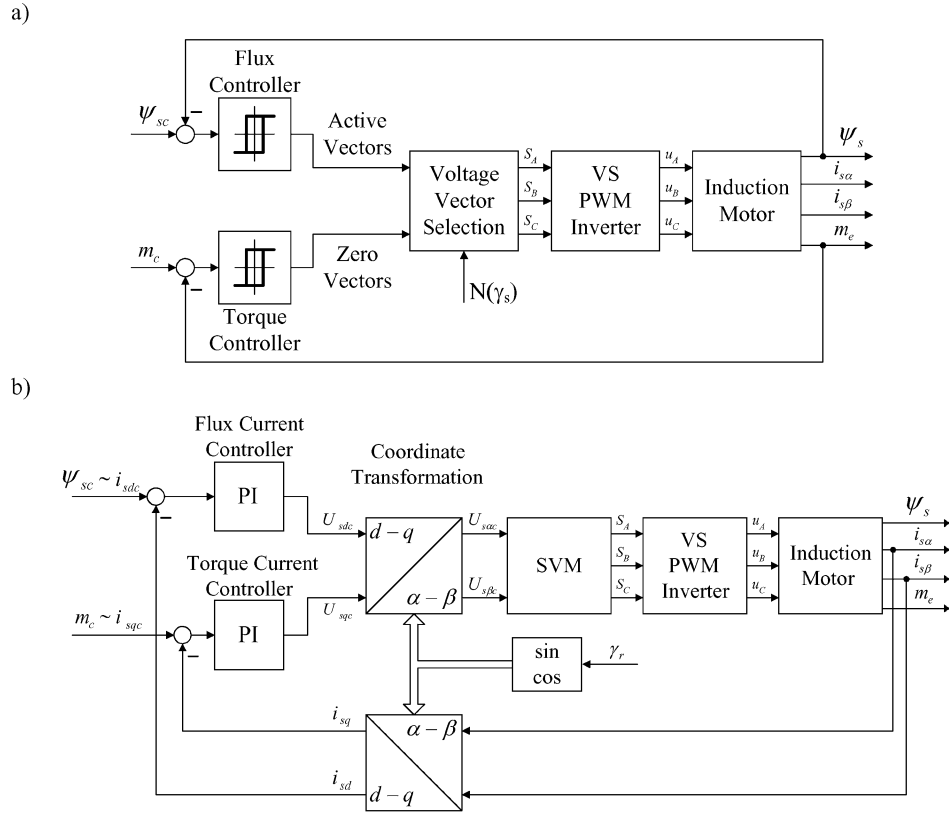 a)
Flux
Controller
ψsc
−
Active
Vectors
Voltage
Vector
Selection
SA
SB
SC
VS
PWM
Inverter
uA
uB
uC
Induction
Motor
ψs
isα
isβ
me
mc
−
Zero
Vectors
N(γs)
Torque
Controller
b)
Flux Current
Controller
Coordinate
Transformation
ψsc ~ isdc
−
PI
Usdc
d − q
α − β
Usαc
Usβc
SVM
SA
SB
SC
VS
PWM
Inverter
uA
uB
uC
Induction
Motor
ψs
isα
isβ
me
Torque Current
Controller
mc ~ isqc
−
PI
Usqc
sin
cos
γr
isq
α − β
isd
d − q